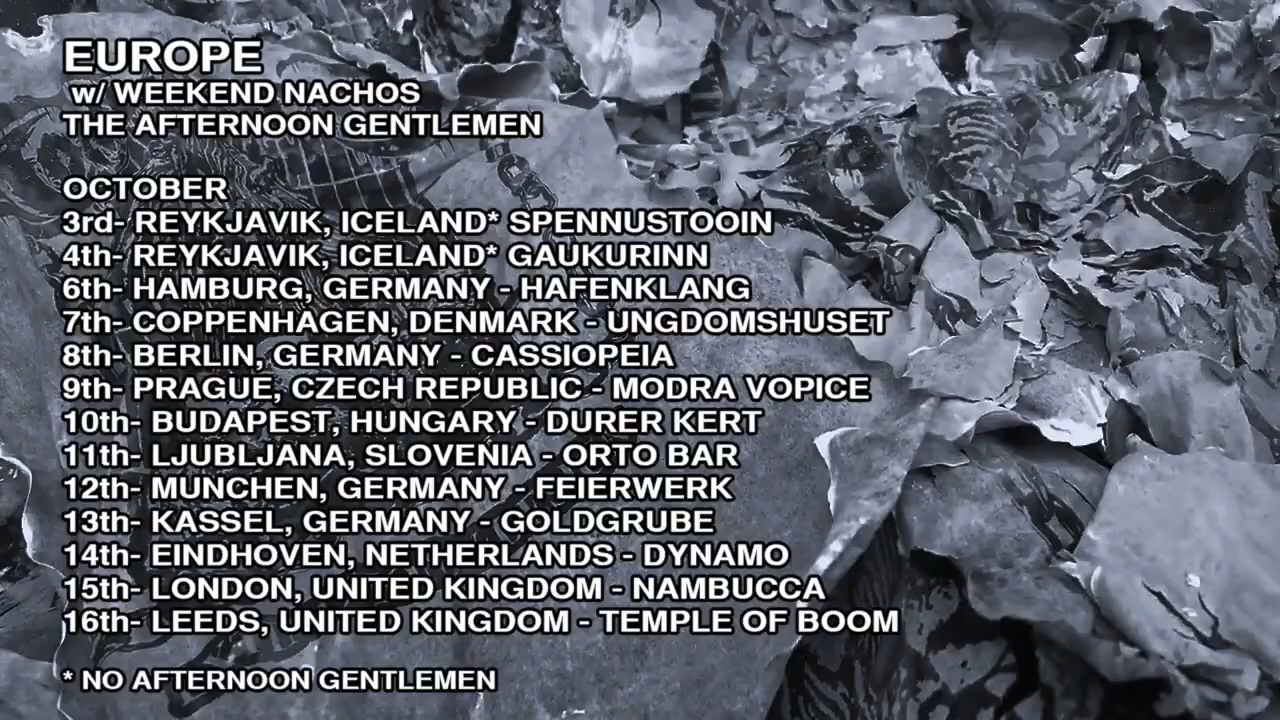 EUROPE
w/ WEEKEND NACHOS
THE AFTERNOON GENTLEMEN
OCTOBER
3rd- REYKJAVIK, ICELAND* SPENNUSTOOIN
4th- REYKJAVIK, ICELAND* GAUKURINN
6th- HAMBURG, GERMANY - HAFENKLANG
7th- COPPENHAGEN, DENMARK - UNGDOMSHUSET
8th- BERLIN, GERMANY - CASSIOPEIA
9th- PRAGUE, CZECH REPUBLIC - MODRA VOPICE
10th- BUDAPEST, HUNGARY - DURER KERT
11th- LJUBLJANA, SLOVENIA - ORTO BAR
12th- MUNCHEN, GERMANY - FEIERWERK
13th- KASSEL, GERMANY - GOLDGRUBE
14th- EINDHOVEN, NETHERLANDS - DYNAMO
15th- LONDON, UNITED KINGDOM - NAMBUCCA
16th- LEEDS, UNITED KINGDOM - TEMPLE OF BOOM
* NO AFTERNOON GENTLEMEN